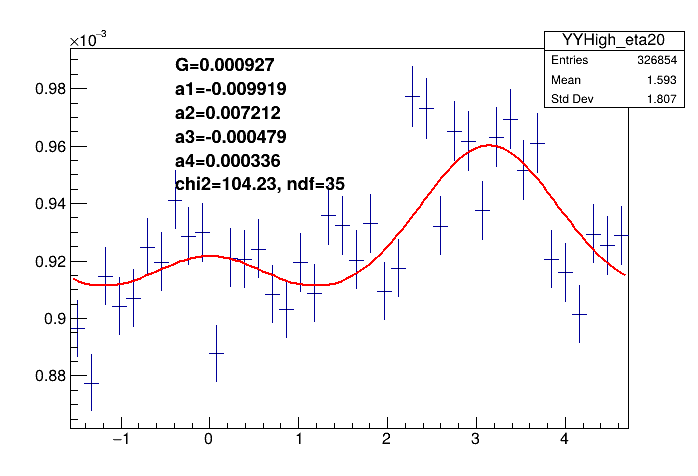 ×10⁻³
YYHigh_eta20
Entries 326854
Mean 1.593
Std Dev 1.807
G=0.000927
a1=-0.009919
a2=0.007212
a3=-0.000479
a4=0.000336
chi2=104.23, ndf=35
0.98
0.96
0.94
0.92
0.9
0.88
−1 0 1 2 3 4